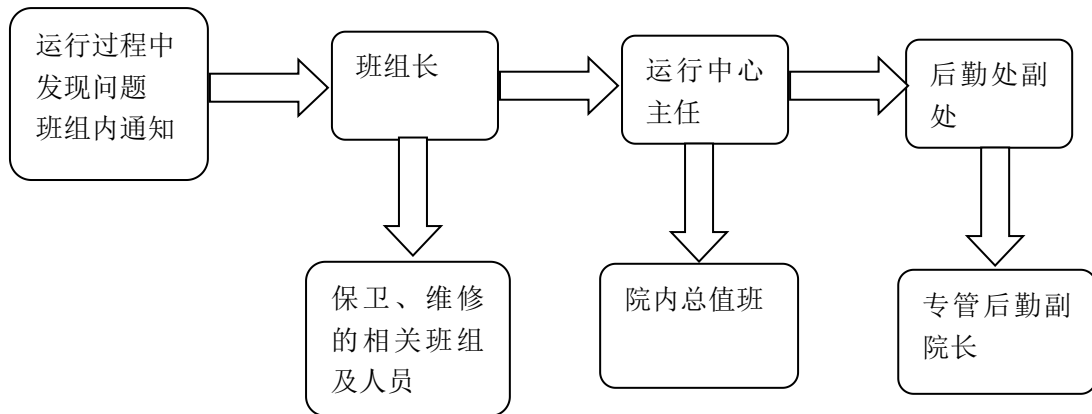 运行过程中
发现问题
班组内通知
班组长
运行中心
主任
后勤处副
处
保卫、维修
的相关班组
及人员
院内总值班
专管后勤副
院长